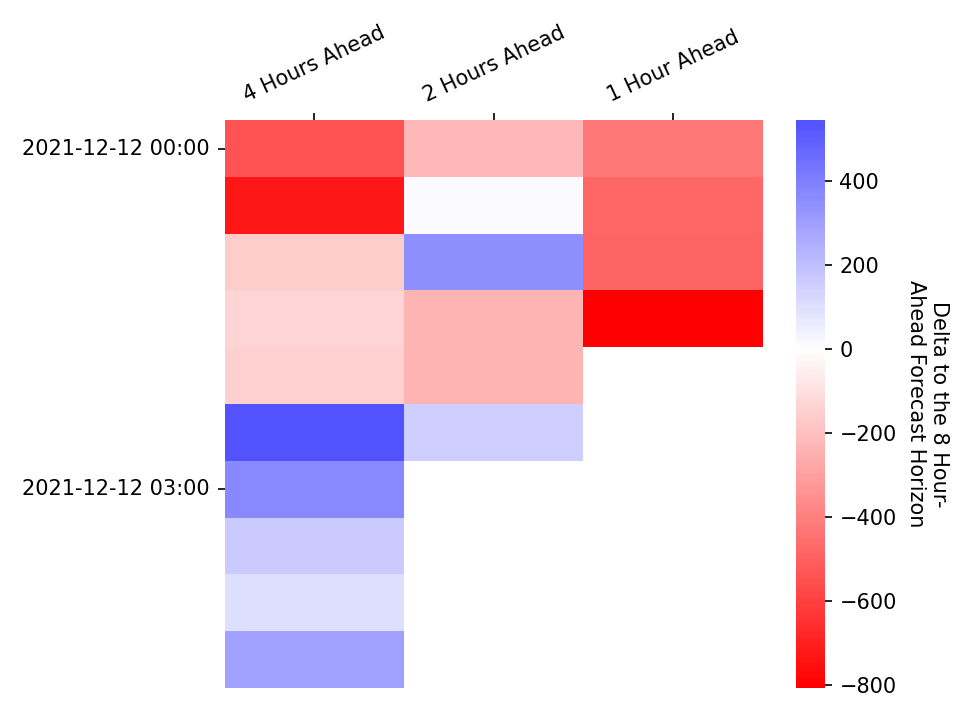 4 Hours Ahead
2 Hours Ahead
1 Hour Ahead
2021-12-12 00:00
2021-12-12 03:00
400
200
0
−200
−400
−600
−800
Delta to the 8 Hour-
Ahead Forecast Horizon